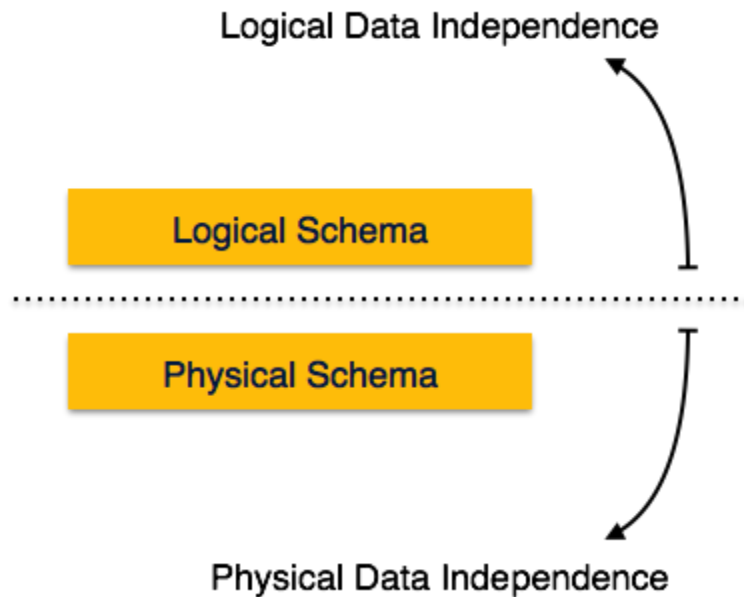 Logical Data Independence
Logical Schema
Physical Schema
Physical Data Independence